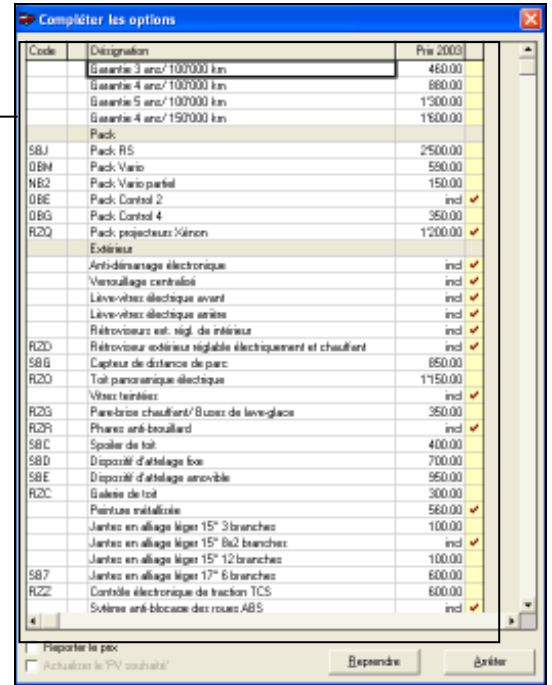 Compléter les options
Code Désignation Prix 2003
Garantie 3 ans/ 100'000 km 460.00
Garantie 4 ans/ 100'000 km 880.00
Garantie 5 ans/ 100'000 km 1'300.00
Garantie 4 ans/ 150'000 km 1'600.00
Pack
S8J Pack RS 2'500.00
0BM Pack Vario 590.00
NB2 Pack Vario partiel 150.00
0BE Pack Control 2 incl ✓
0BG Pack Control 4 350.00
RZQ Pack projecteurs Xénon 1'200.00 ✓
Extérieur
Anti-démarrage électronique incl ✓
Verrouillage centralisé incl ✓
Lève-vitres électrique avant incl ✓
Lève-vitres électrique arrière incl ✓
Rétroviseurs ext. régl. de intérieur incl ✓
RZD Rétroviseur extérieur réglable électriquement et chauffant incl ✓
S8G Capteur de distance de parc 850.00
RZO Toit panoramique électrique 1'150.00
Vitres teintées incl ✓
RZG Pare-brise chauffant/ Buses de lave-glace 350.00
RZR Phares anti-brouillard incl ✓
S8C Spoiler de toit 400.00
S8D Dispositif d'attelage fixe 700.00
S8E Dispositif d'attelage amovible 950.00
RZC Galerie de toit 300.00
Peinture métallisée 560.00 ✓
Jantes en alliage léger 15" 3 branches 100.00
Jantes en alliage léger 15" 8x2 branches incl ✓
Jantes en alliage léger 15" 12 branches 100.00
S87 Jantes en alliage léger 17" 6 branches 600.00
RZZ Contrôle électronique de traction TCS 600.00
Sytème anti-blocage des roues ABS incl ✓
Reporter le prix
Actualiser le 'PV souhaité'
Reprendre Arrêter